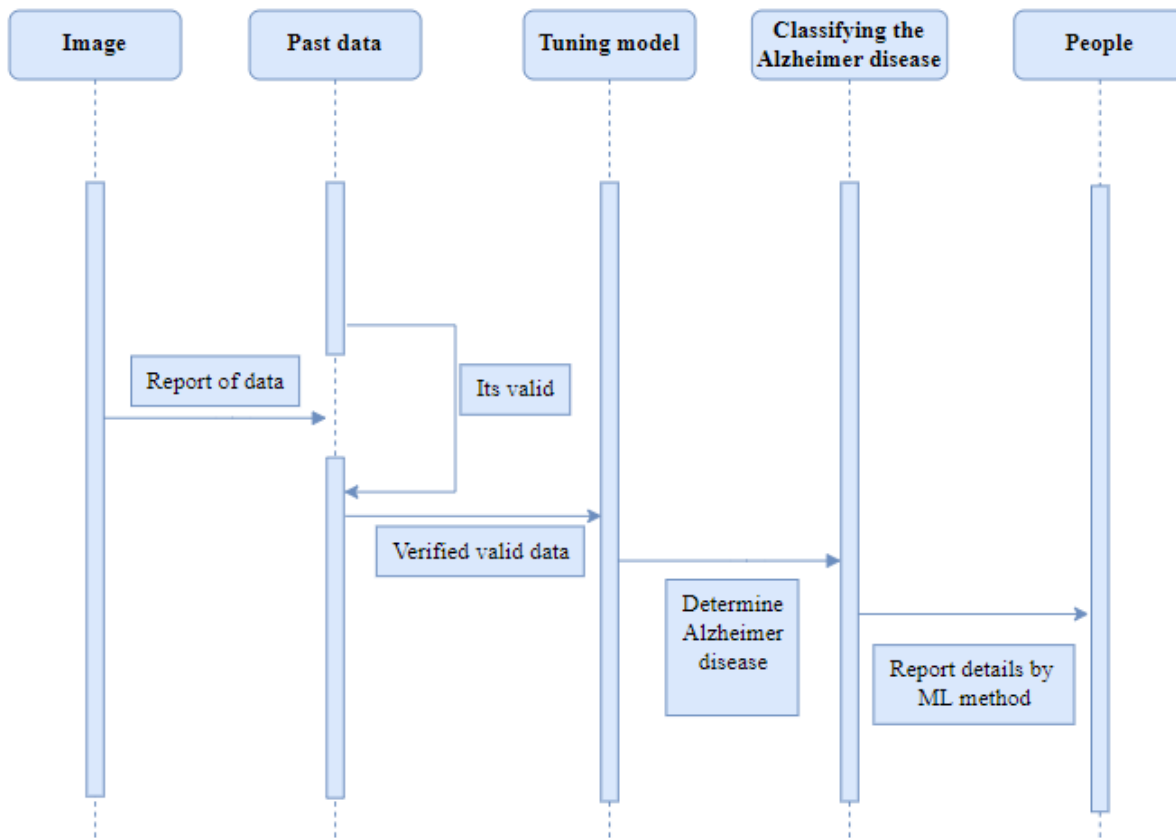 Image
Past data
Tuning model
Classifying the
Alzheimer disease
People
Report of data
Its valid
Verified valid data
Determine
Alzheimer
disease
Report details by
ML method